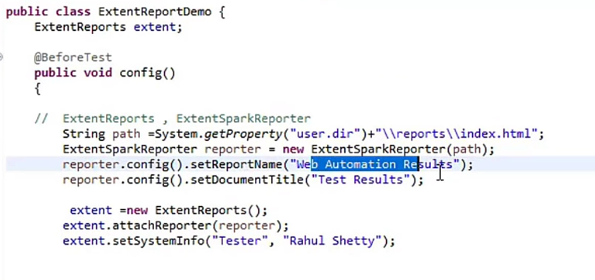 public class ExtentReportDemo {
ExtentReports extent;
@BeforeTest
public void config()
{
// ExtentReports , ExtentSparkReporter
String path =System.getProperty("user.dir")+"\\reports\\index.html";
ExtentSparkReporter reporter = new ExtentSparkReporter(path);
reporter.config().setReportName("Web Automation Results");
reporter.config().setDocumentTitle("Test Results");
extent =new ExtentReports();
extent.attachReporter(reporter);
extent.setSystemInfo("Tester", "Rahul Shetty");